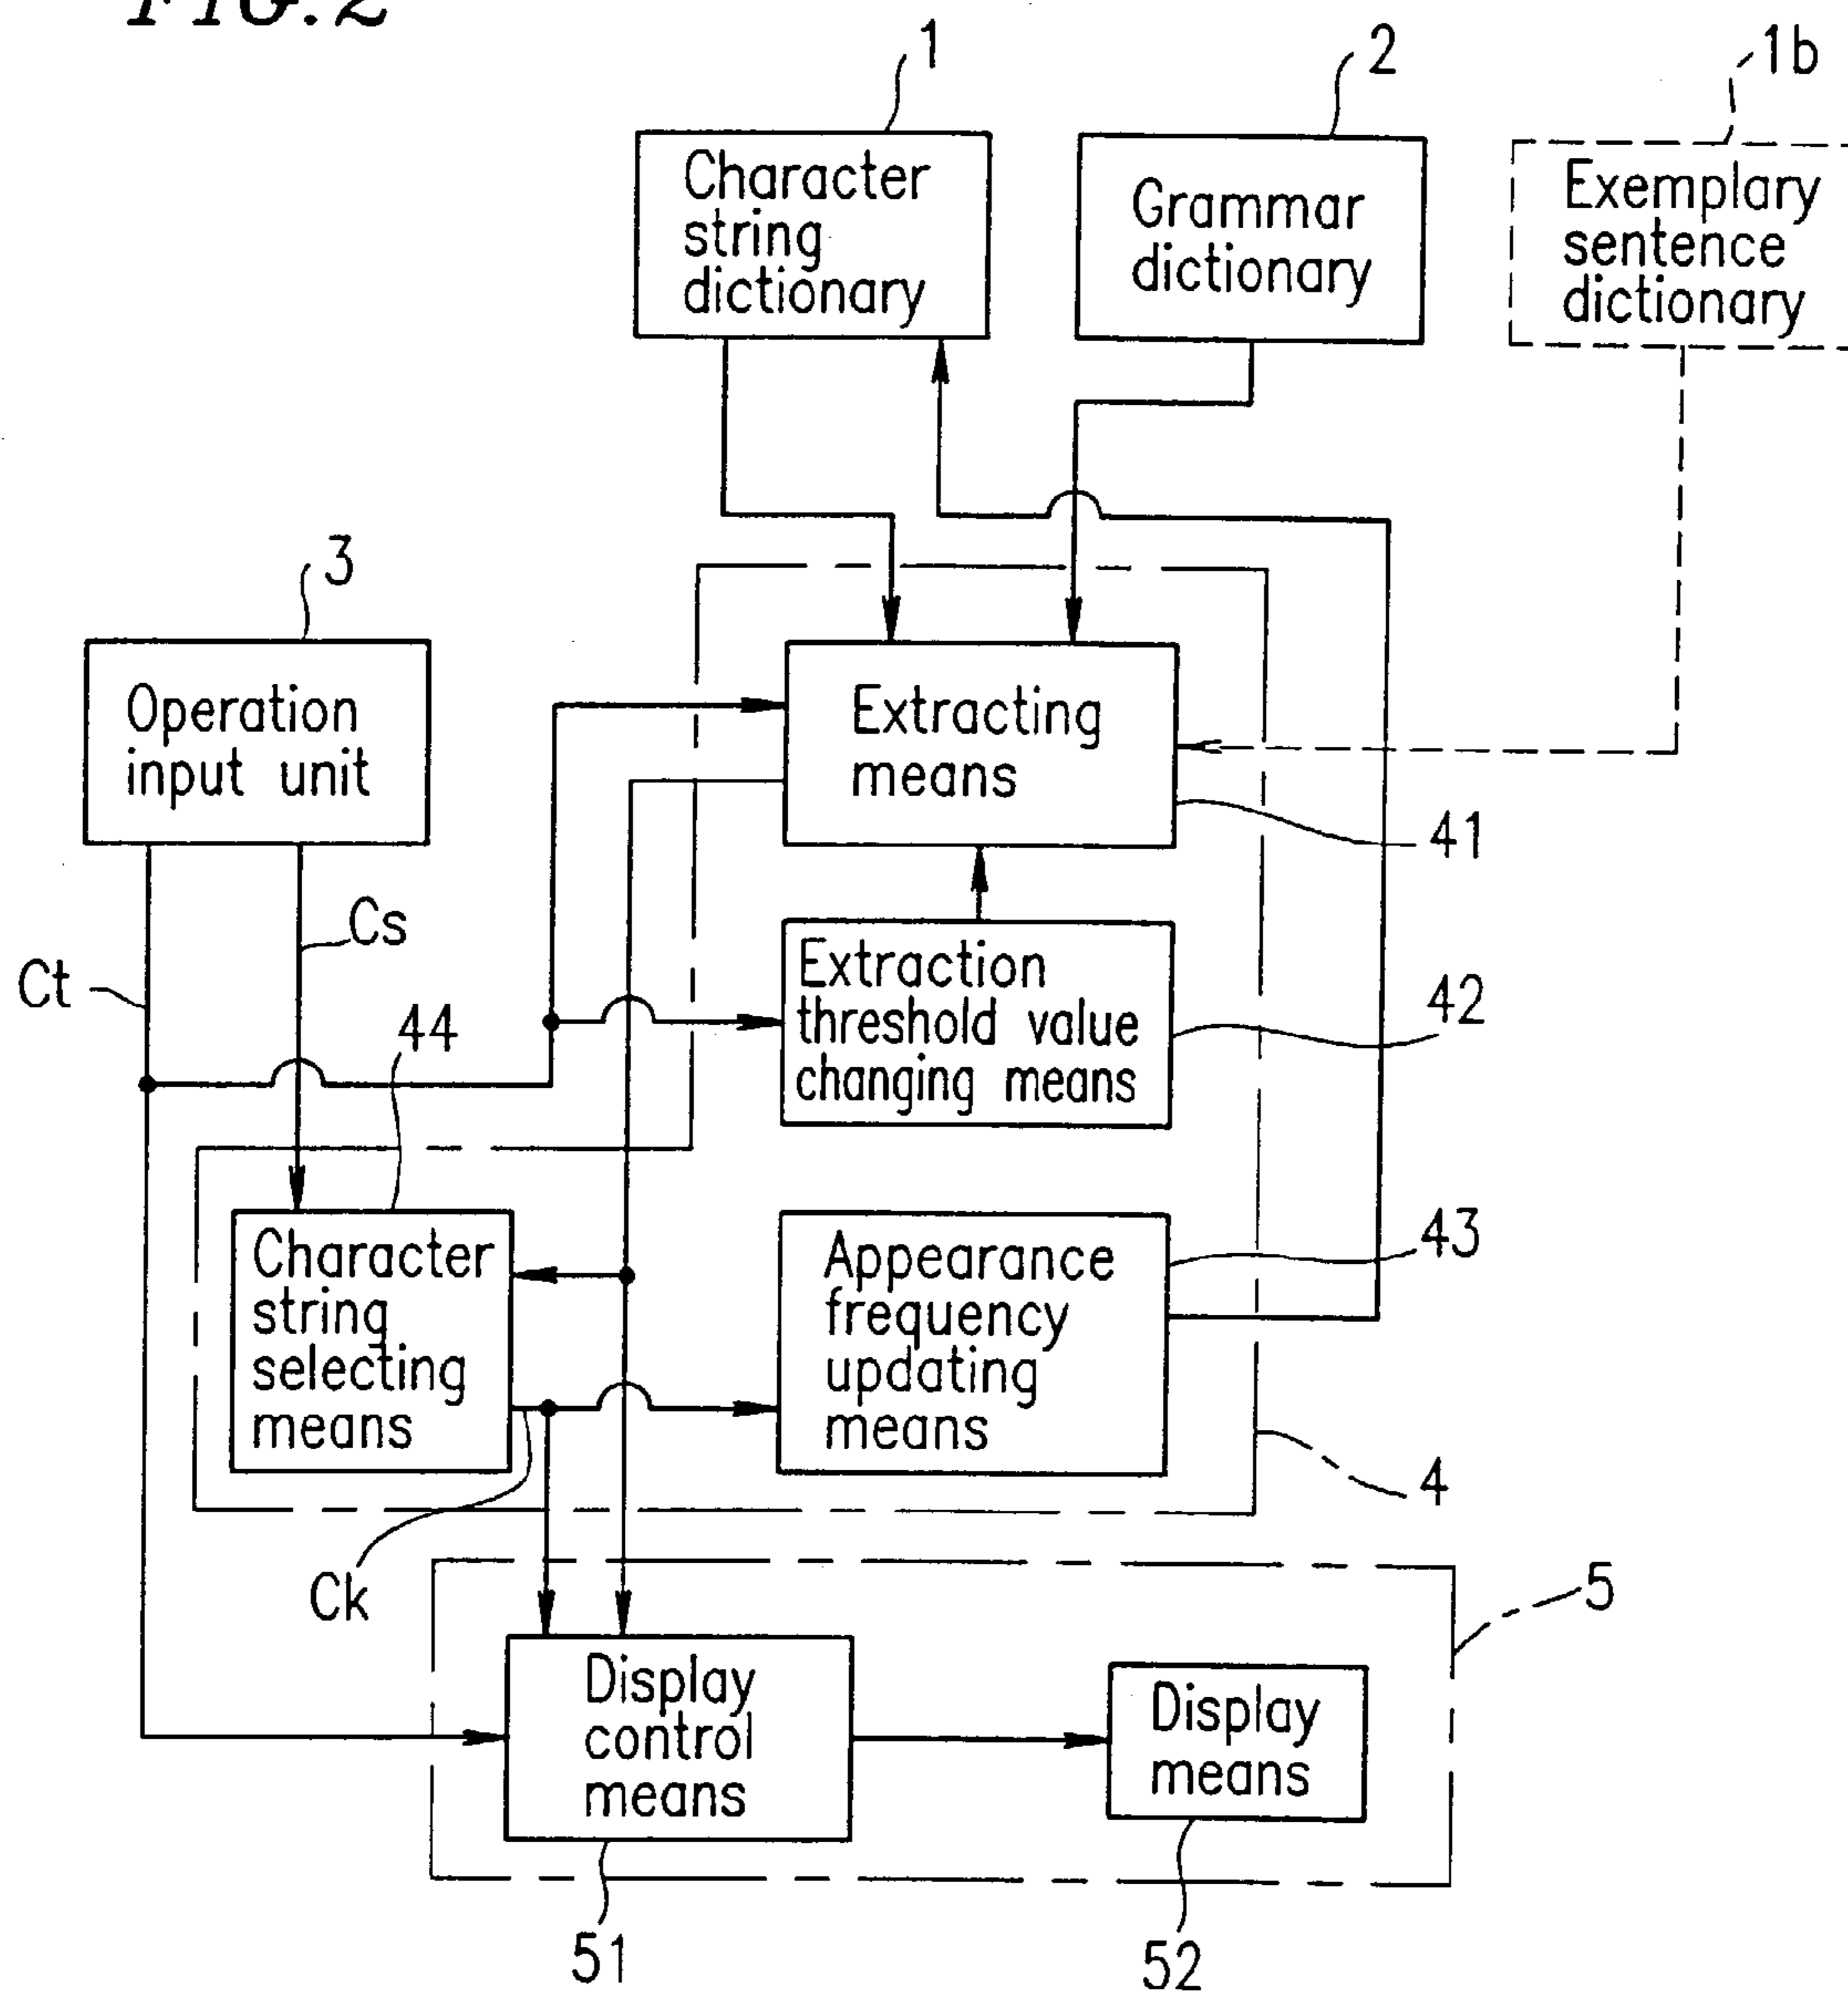 FIG. 2
1
2
1b
Character
string
dictionary
Grammar
dictionary
Exemplary
sentence
dictionary
3
Operation
input unit
Extracting
means
41
Cs
Ct
Extraction
threshold value
changing means
42
44
Character
string
selecting
means
Appearance
frequency
updating
means
43
4
Ck
5
Display
control
means
Display
means
51
52